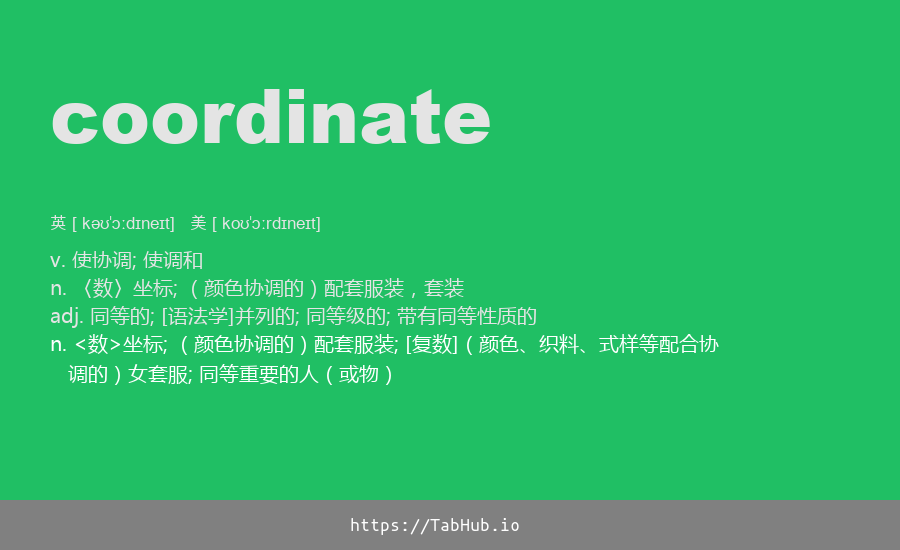 coordinate
英 [ kəʊˈɔːdɪneɪt] 美 [ koʊˈɔːrdɪneɪt]
v. 使协调; 使调和
n. 〈数〉坐标; （颜色协调的）配套服装，套装
adj. 同等的; [语法学]并列的; 同等级的; 带有同等性质的
n. <数>坐标; （颜色协调的）配套服装; [复数]（颜色、织料、式样等配合协
调的）女套服; 同等重要的人（或物）
https://TabHub.io